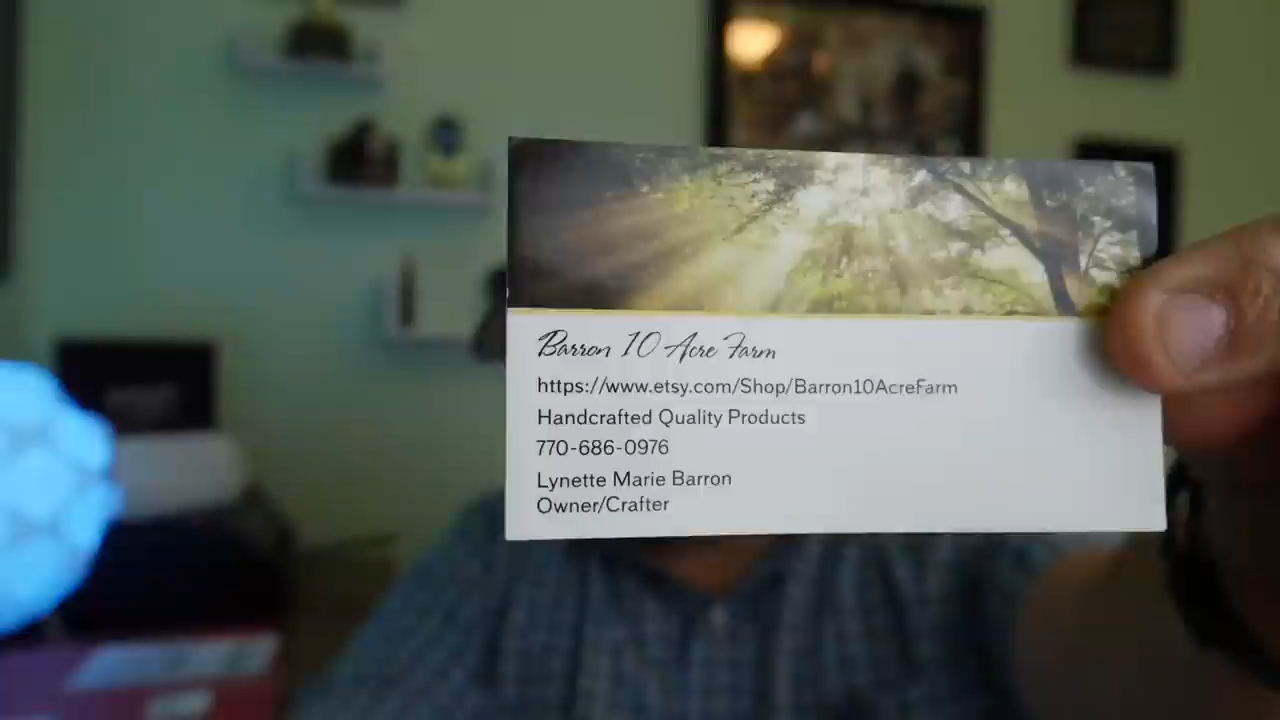 Barron 10 Acre Farm
https://www.etsy.com/Shop/Barron10AcreFarm
Handcrafted Quality Products
770-686-0976
Lynette Marie Barron
Owner/Crafter